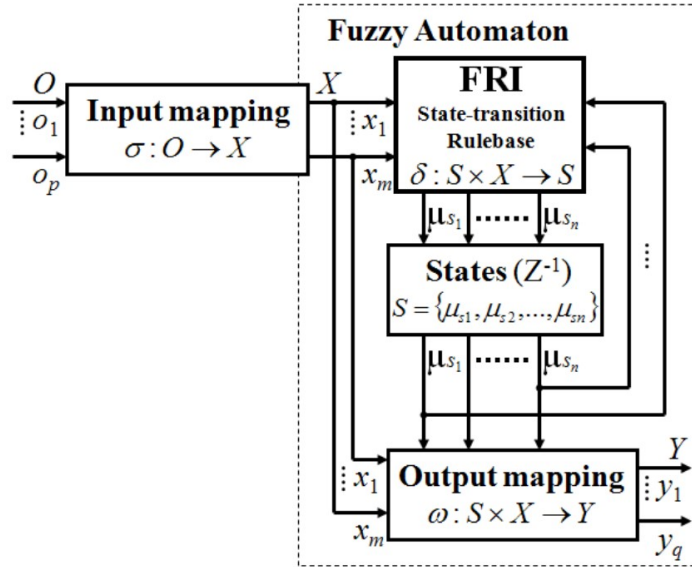 Fuzzy Automaton
O
o₁
oₚ
Input mapping
σ : O → X
X
x₁
xₘ
FRI
State-transition
Rulebase
δ : S × X → S
μs₁ ...... μsₙ
States (Z⁻¹)
S = {μs1, μs2, ..., μsn}
μs₁ ...... μsₙ
x₁
xₘ
Output mapping
ω : S × X → Y
Y
y₁
y_q